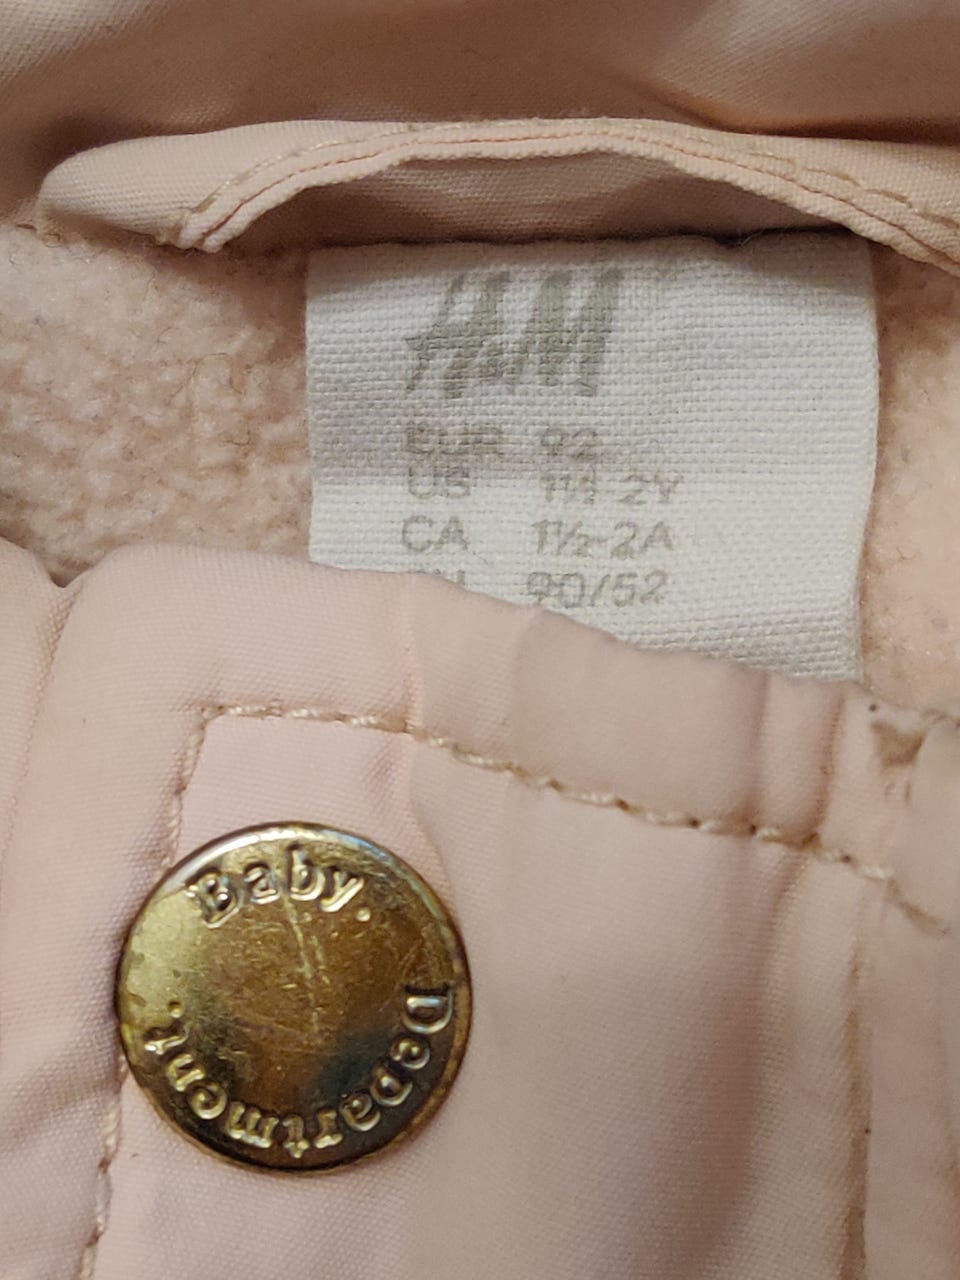 H&M
EUR 92
US 1½-2Y
CA 1½-2A
90/52
Baby.
Department.